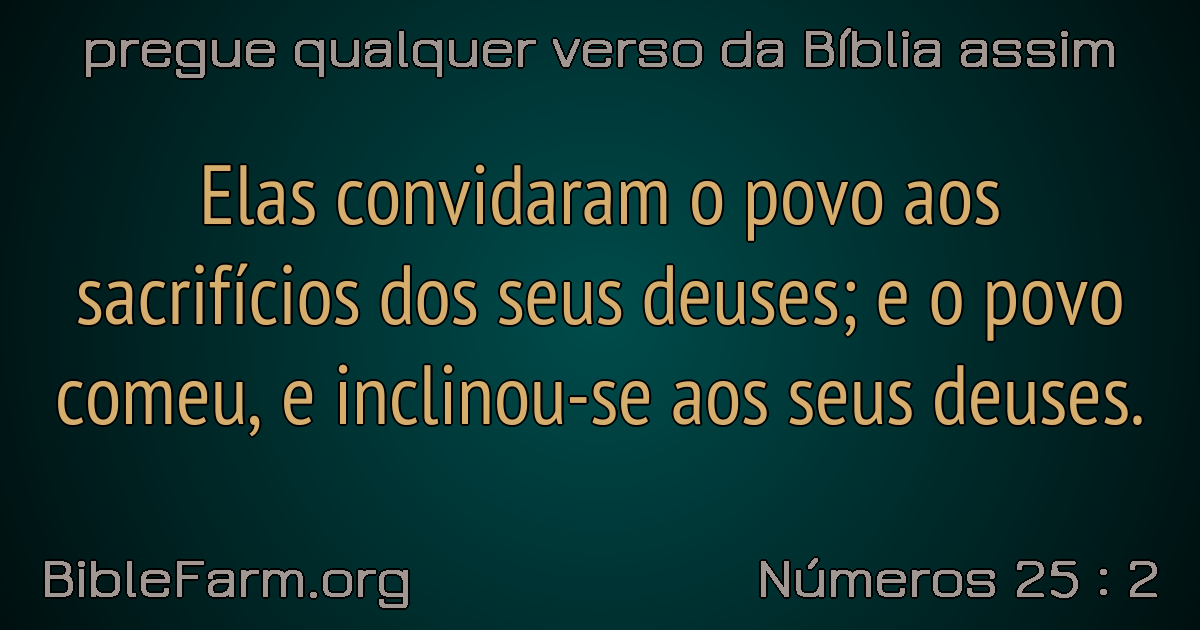 pregue qualquer verso da Bíblia assim
Elas convidaram o povo aos
sacrifícios dos seus deuses; e o povo
comeu, e inclinou-se aos seus deuses.
BibleFarm.org
Números 25 : 2